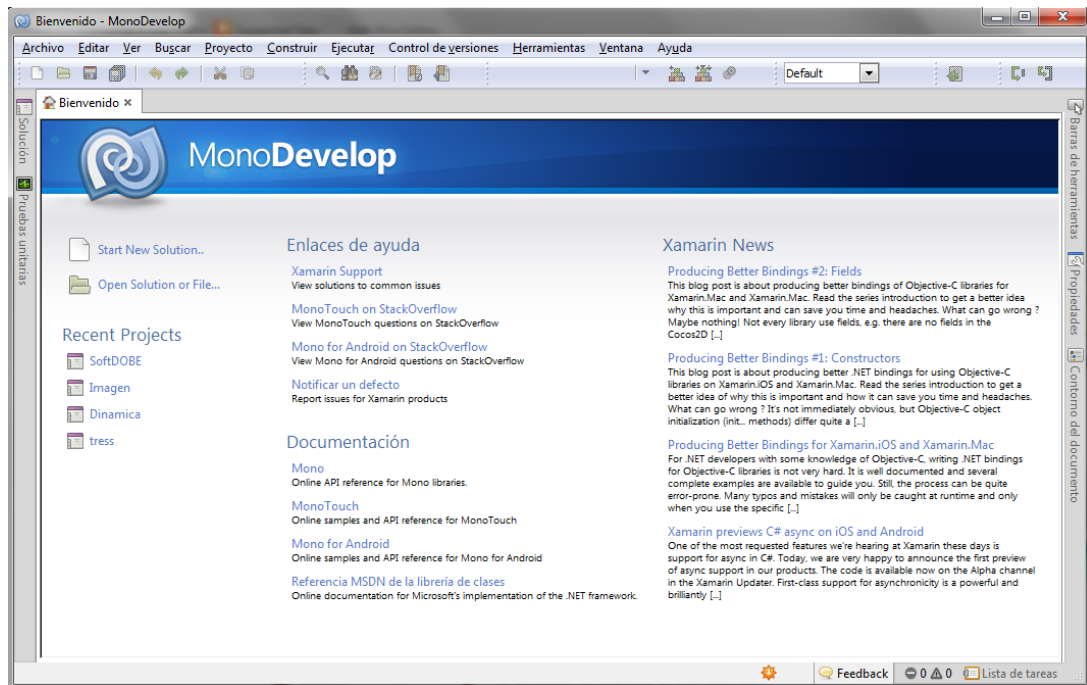 Bienvenido - MonoDevelop
Archivo Editar Ver Buscar Proyecto Construir Ejecutar Control de versiones Herramientas Ventana Ayuda
Default
Bienvenido
Solución
Pruebas unitarias
MonoDevelop
Start New Solution..
Open Solution or File...
Recent Projects
SoftDOBE
Imagen
Dinamica
tress
Enlaces de ayuda
Xamarin Support
View solutions to common issues
MonoTouch on StackOverflow
View MonoTouch questions on StackOverflow
Mono for Android on StackOverflow
View Mono for Android questions on StackOverflow
Notificar un defecto
Report issues for Xamarin products
Documentación
Mono
Online API reference for Mono libraries.
MonoTouch
Online samples and API reference for MonoTouch
Mono for Android
Online samples and API reference for Mono for Android
Referencia MSDN de la librería de clases
Online documentation for Microsoft's implementation of the .NET framework.
Xamarin News
Producing Better Bindings #2: Fields
This blog post is about producing better bindings of Objective-C libraries for
Xamarin.Mac and Xamarin.Mac. Read the series introduction to get a better idea
why this is important and can save you time and headaches. What can go wrong ?
Maybe nothing! Not every library use fields, e.g. there are no fields in the
Cocos2D [...]
Producing Better Bindings #1: Constructors
This blog post is about producing better .NET bindings for using Objective-C
libraries on Xamarin.iOS and Xamarin.Mac. Read the series introduction to get a
better idea of why this is important and how it can save you time and headaches.
What can go wrong ? It's not immediately obvious, but Objective-C object
initialization (init... methods) differ quite a [...]
Producing Better Bindings for Xamarin.iOS and Xamarin.Mac
For .NET developers with some knowledge of Objective-C, writing .NET bindings
for Objective-C libraries is not very hard. It is well documented and several
complete examples are available to guide you. Still, the process can be quite
error-prone. Many typos and mistakes will only be caught at runtime and only
when you use the specific [...]
Xamarin previews C# async on iOS and Android
One of the most requested features we're hearing at Xamarin these days is
support for async in C#. Today, we are very happy to announce the first preview
of async support in our products. The code is available now on the Alpha channel
in the Xamarin Updater. First-class support for asynchronicity is a powerful and
brilliantly [...]
Barras de herramientas
Propiedades
Contorno del documento
Feedback 0 0 Lista de tareas